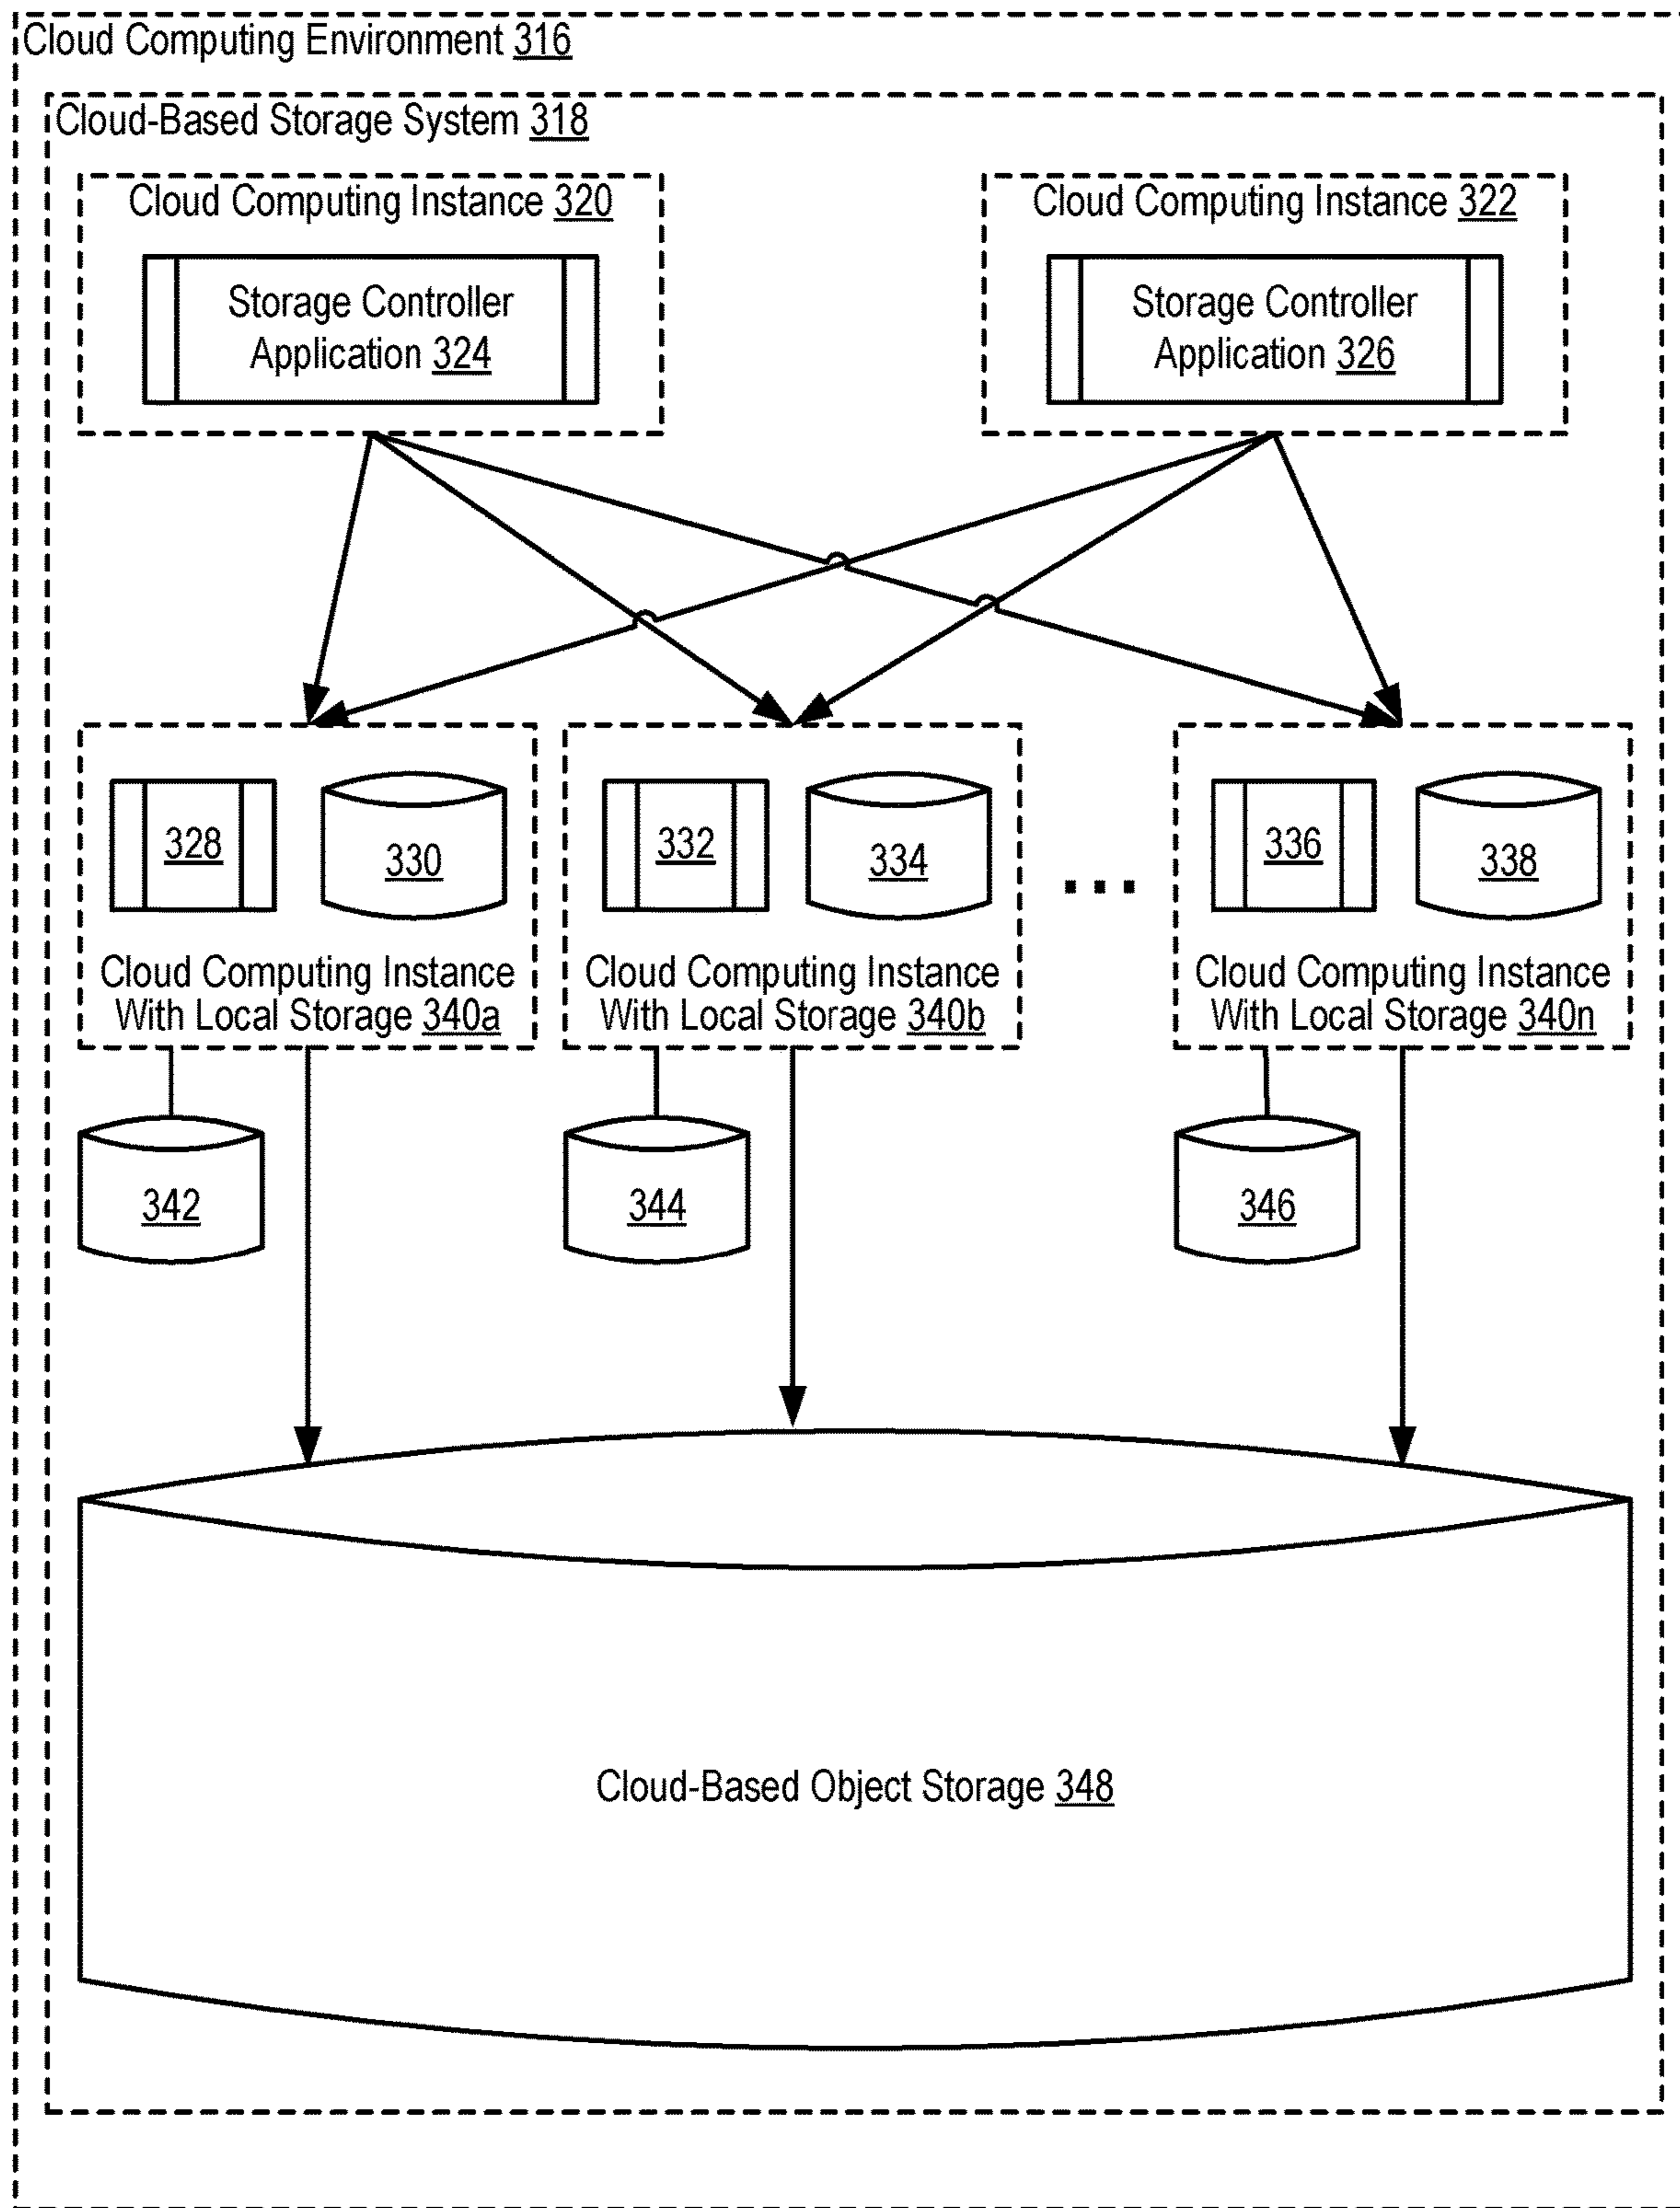 Cloud Computing Environment 316
Cloud-Based Storage System 318
Cloud Computing Instance 320
Storage Controller
Application 324
Cloud Computing Instance 322
Storage Controller
Application 326
328
330
Cloud Computing Instance
With Local Storage 340a
332
334
Cloud Computing Instance
With Local Storage 340b
...
336
338
Cloud Computing Instance
With Local Storage 340n
342
344
346
Cloud-Based Object Storage 348